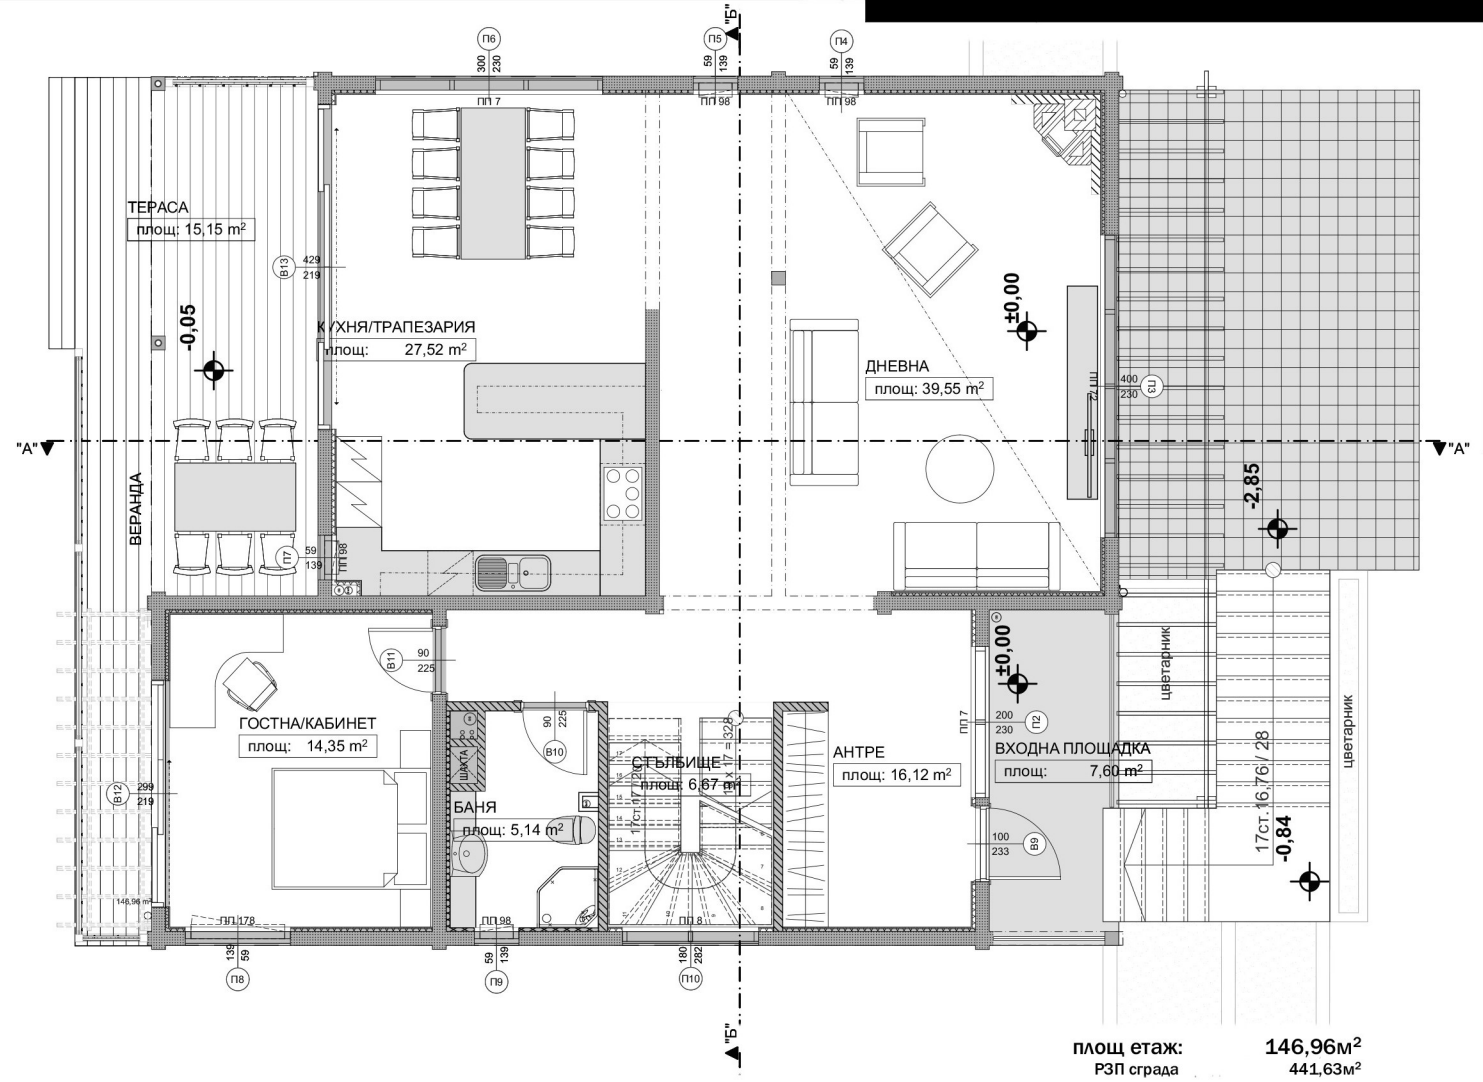 "Б"
П6
П5
П4
300
230
59
139
59
139
ПП 7
ПП 98
ПП 98
ТЕРАСА
площ: 15,15 m²
В13
429
219
-0,05
КУХНЯ/ТРАПЕЗАРИЯ
площ: 27,52 m²
±0,00
ДНЕВНА
площ: 39,55 m²
ПП 72
400
230
П3
"А"
"А"
-2,85
ВЕРАНДА
П7
59
139
ПП 98
В11
90
225
±0,00
цветарник
цветарник
ГОСТНА/КАБИНЕТ
площ: 14,35 m²
90
225
В10
ШАХТА
СТЪЛБИЩЕ
площ: 6,67 m²
АНТРЕ
площ: 16,12 m²
ПП 7
200
230
П2
ВХОДНА ПЛОЩАДКА
площ: 7,60 m²
В12
299
219
БАНЯ
площ: 5,14 m²
100
233
В9
17ст. 16,76 / 28
-0,84
146,96 m²
ПП 178
ПП 98
ПП 8
139
59
59
139
180
282
П8
П9
П10
"Б"
площ етаж: 146,96м²
РЗП сграда 441,63м²